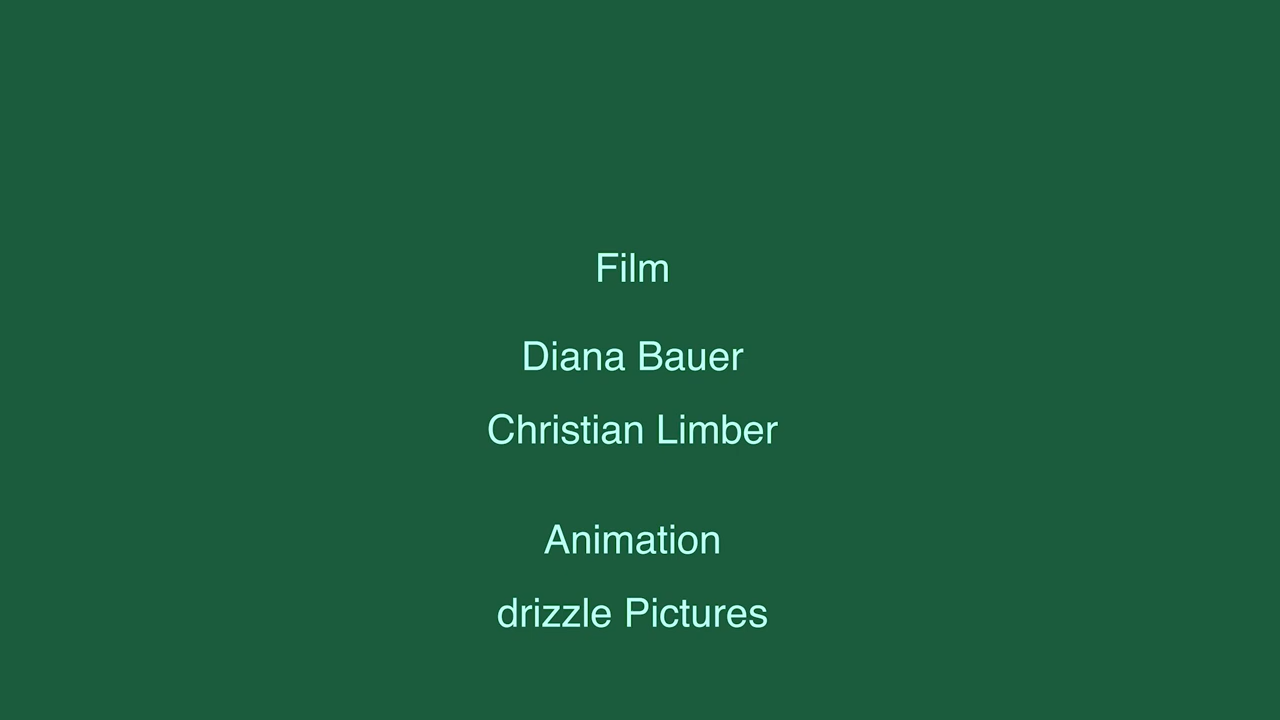 Film
Diana Bauer
Christian Limber
Animation
drizzle Pictures